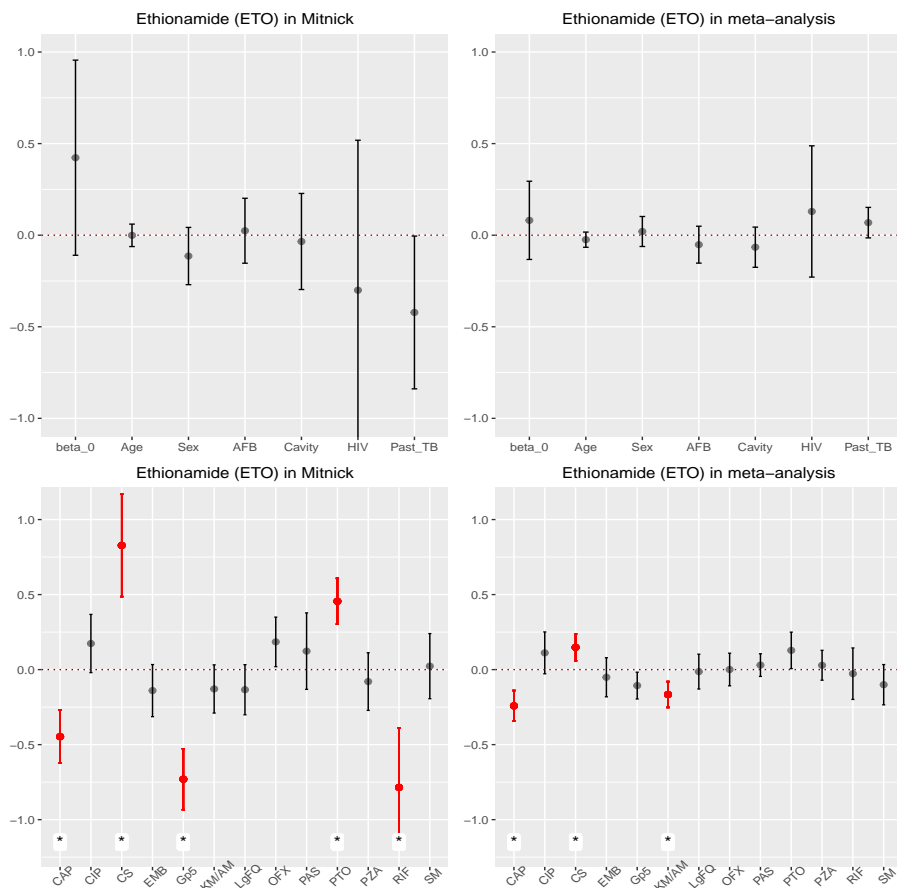 Ethionamide (ETO) in Mitnick
Ethionamide (ETO) in meta−analysis
1.0
0.5
0.0
−0.5
−1.0
beta_0 Age Sex AFB Cavity HIV Past_TB
1.0
0.5
0.0
−0.5
−1.0
beta_0 Age Sex AFB Cavity HIV Past_TB
Ethionamide (ETO) in Mitnick
Ethionamide (ETO) in meta−analysis
1.0
0.5
0.0
−0.5
−1.0
* * * * *
CAP CIP CS EMB Gp5 KM/AM LgFQ OFX PAS PTO PZA RIF SM
1.0
0.5
0.0
−0.5
−1.0
* * *
CAP CIP CS EMB Gp5 KM/AM LgFQ OFX PAS PTO PZA RIF SM